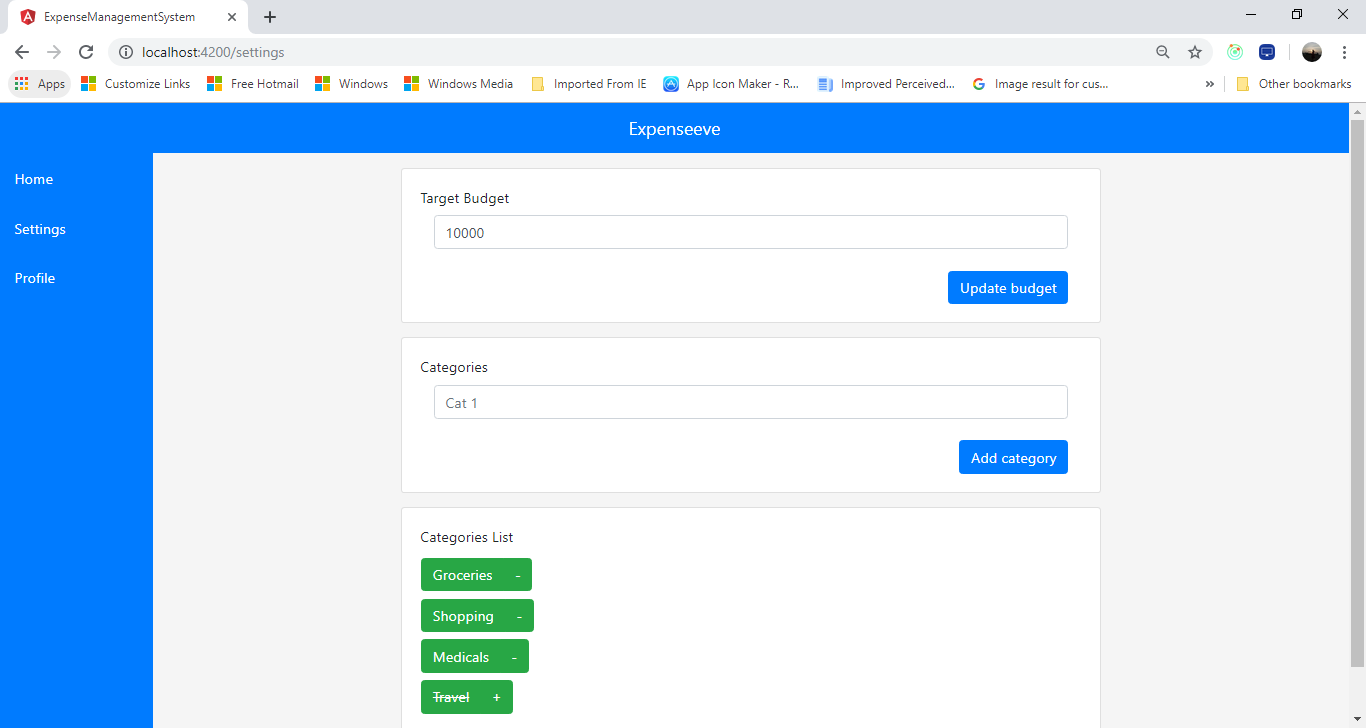 ExpenseManagementSystem
localhost:4200/settings
Apps Customize Links Free Hotmail Windows Windows Media Imported From IE App Icon Maker - R... Improved Perceived... Image result for cus... » Other bookmarks
Expenseeve
Home
Settings
Profile
Target Budget
10000
Update budget
Categories
Cat 1
Add category
Categories List
Groceries -
Shopping -
Medicals -
Travel +